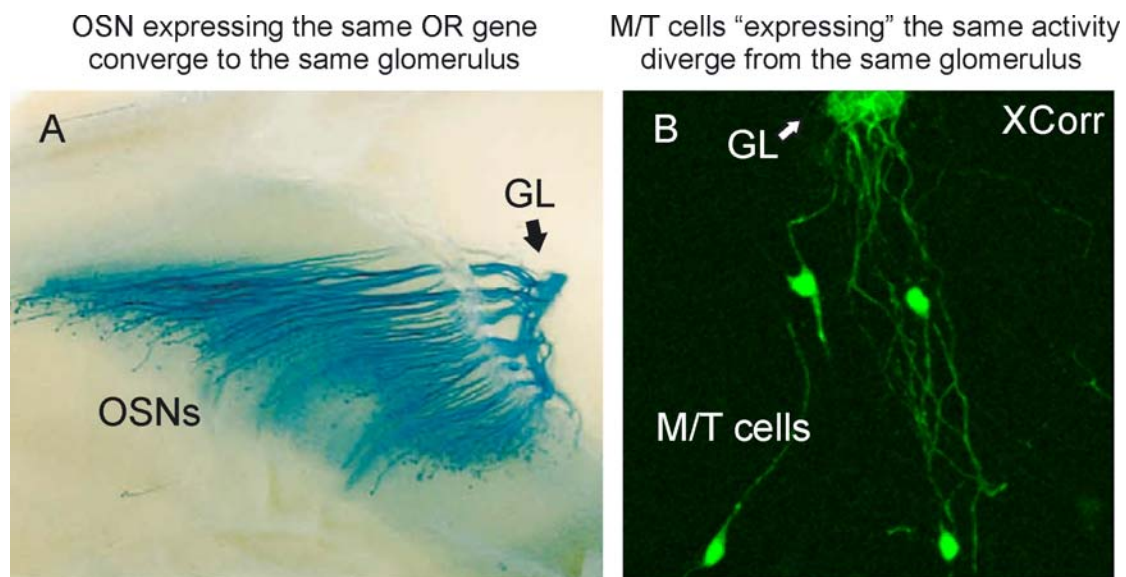 OSN expressing the same OR gene
converge to the same glomerulus
M/T cells “expressing” the same activity
diverge from the same glomerulus
A
GL
OSNs
B
GL
XCorr
M/T cells